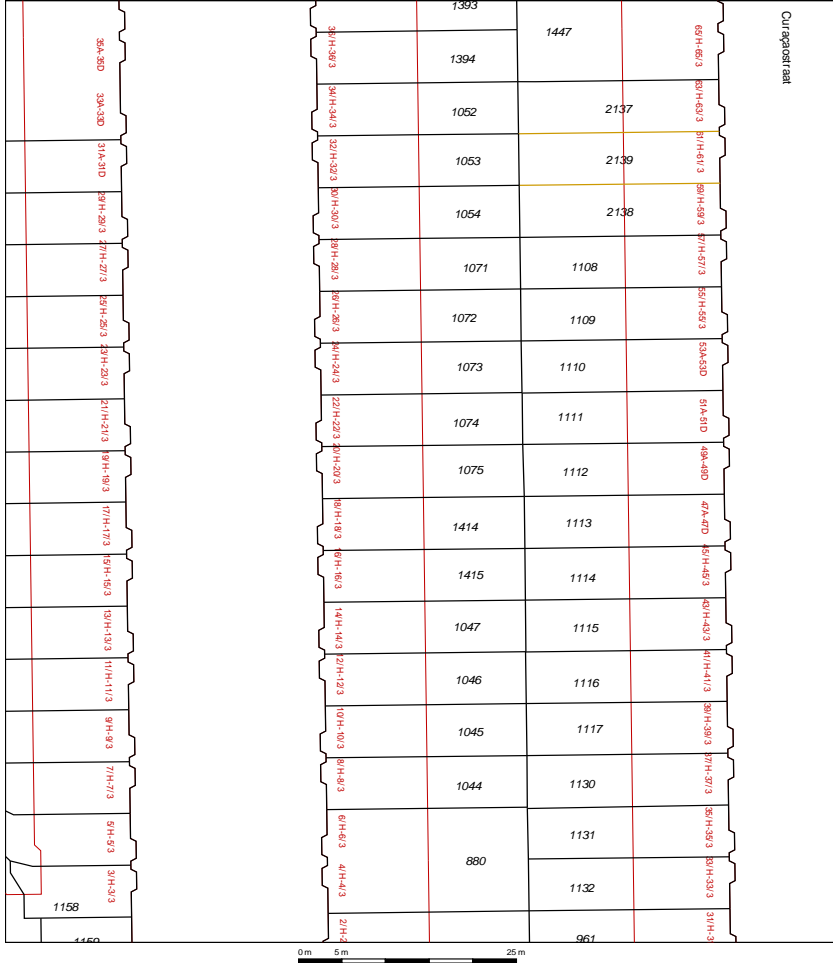 Curaçaostraat
35A-35D
33A-33D
31A-31D
29/H-29/3
27/H-27/3
25/H-25/3
23/H-23/3
21/H-21/3
19/H-19/3
17/H-17/3
15/H-15/3
13/H-13/3
11/H-11/3
9/H-9/3
7/H-7/3
5/H-5/3
3/H-3/3
1158
1159
36/H-36/3
34/H-34/3
32/H-32/3
30/H-30/3
28/H-28/3
26/H-26/3
24/H-24/3
22/H-22/3
20/H-20/3
18/H-18/3
16/H-16/3
14/H-14/3
12/H-12/3
10/H-10/3
8/H-8/3
6/H-6/3
4/H-4/3
1393
1394
1052
1053
1054
1071
1072
1073
1074
1075
1414
1415
1047
1046
1045
1044
880
1447
2137
2139
2138
1108
1109
1110
1111
1112
1113
1114
1115
1116
1117
1130
1131
1132
961
65/H-65/3
63/H-63/3
61/H-61/3
59/H-59/3
57/H-57/3
55/H-55/3
53A-53D
51A-51D
49A-49D
47A-47D
45/H-45/3
43/H-43/3
41/H-41/3
39/H-39/3
37/H-37/3
35/H-35/3
33/H-33/3
0 m 5 m 25 m